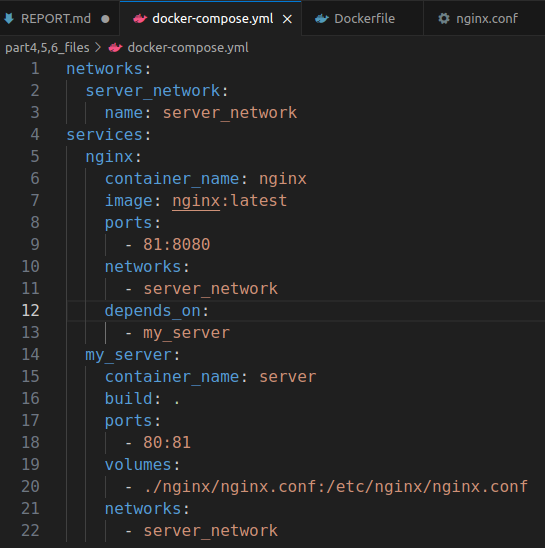 REPORT.md ● docker-compose.yml × Dockerfile nginx.conf
part4,5,6_files > docker-compose.yml
1 networks:
2   server_network:
3     name: server_network
4 services:
5   nginx:
6     container_name: nginx
7     image: nginx:latest
8     ports:
9       - 81:8080
10     networks:
11       - server_network
12     depends_on:
13       - my_server
14   my_server:
15     container_name: server
16     build: .
17     ports:
18       - 80:81
19     volumes:
20       - ./nginx/nginx.conf:/etc/nginx/nginx.conf
21     networks:
22       - server_network